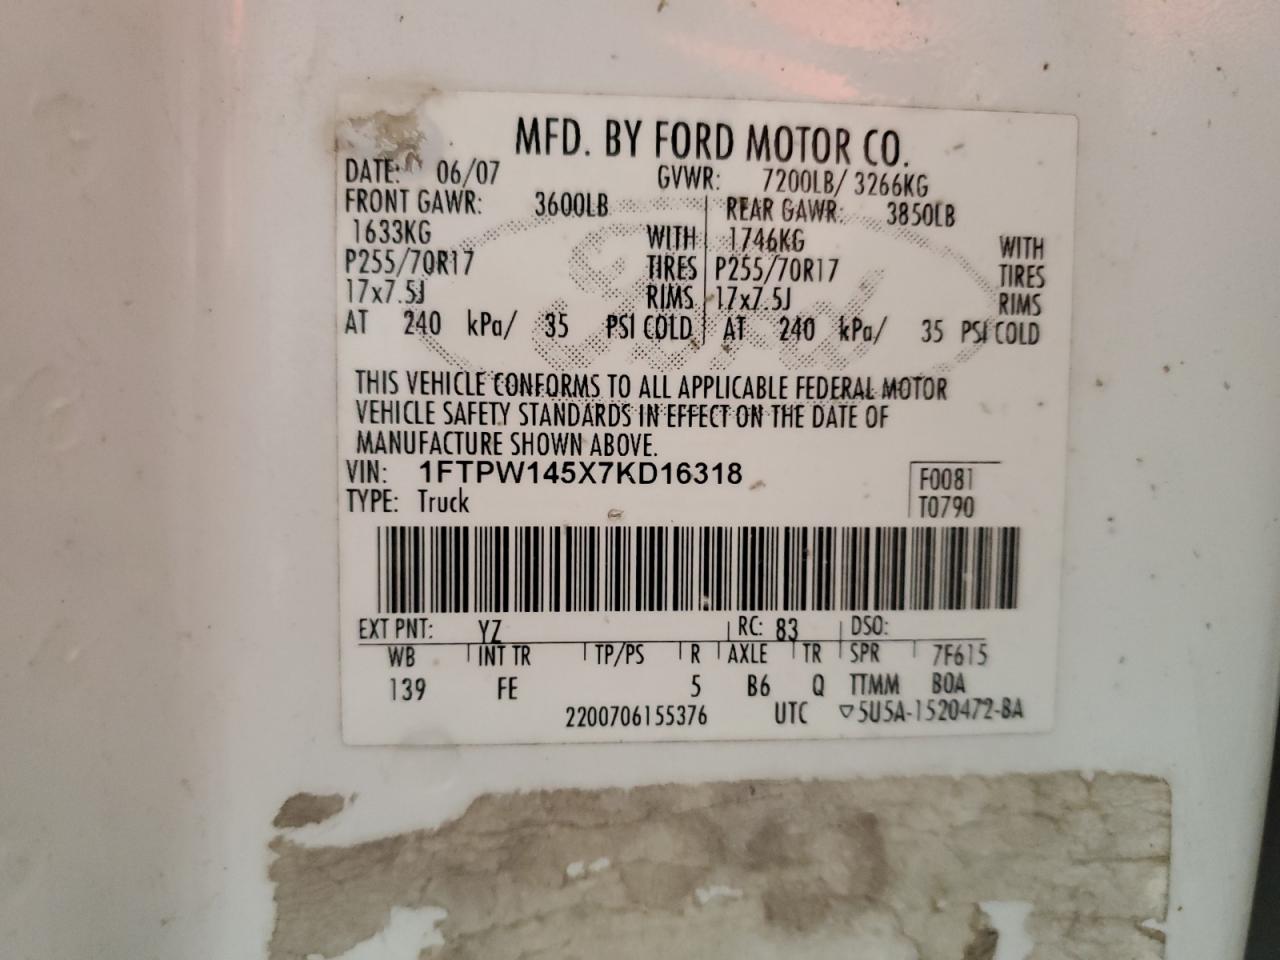 MFD. BY FORD MOTOR CO.
DATE: 06/07 GVWR: 7200LB/ 3266KG
FRONT GAWR: 3600LB REAR GAWR: 3850LB
1633KG WITH 1746KG WITH
P255/70R17 TIRES P255/70R17 TIRES
17x7.5J RIMS 17x7.5J RIMS
AT 240 kPa/ 35 PSI COLD AT 240 kPa/ 35 PSI COLD
Ford
THIS VEHICLE CONFORMS TO ALL APPLICABLE FEDERAL MOTOR
VEHICLE SAFETY STANDARDS IN EFFECT ON THE DATE OF
MANUFACTURE SHOWN ABOVE.
VIN: 1FTPW145X7KD16318 F0081
TYPE: Truck T0790
EXT PNT: YZ RC: 83 DSO:
WB INT TR TP/PS R AXLE TR SPR 7F615
139 FE 5 B6 Q TTMM BOA
2200706155376 UTC ▽5U5A-1520472-BA